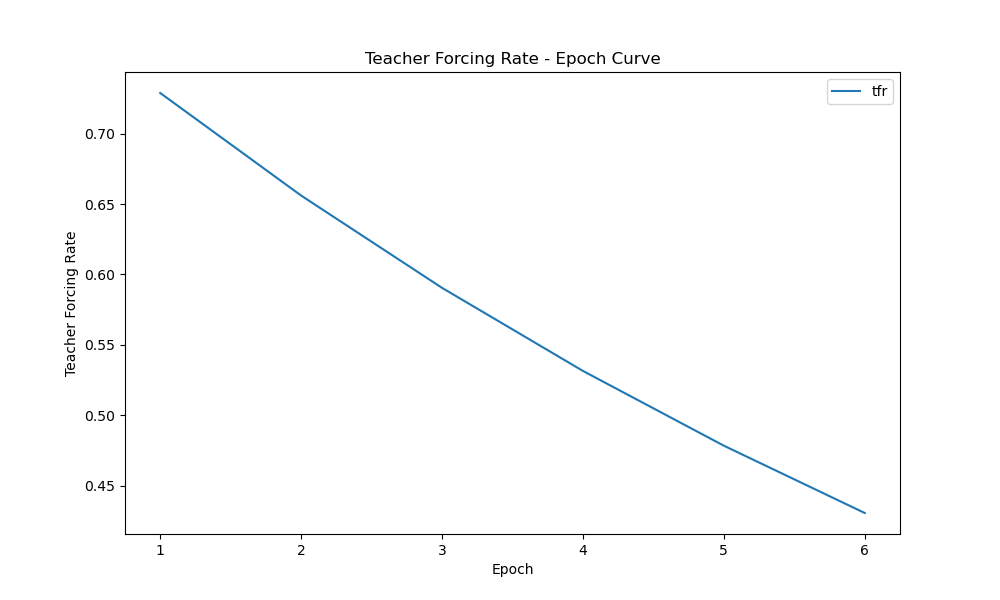 Teacher Forcing Rate - Epoch Curve
tfr
Teacher Forcing Rate
0.70
0.65
0.60
0.55
0.50
0.45
1 2 3 4 5 6
Epoch